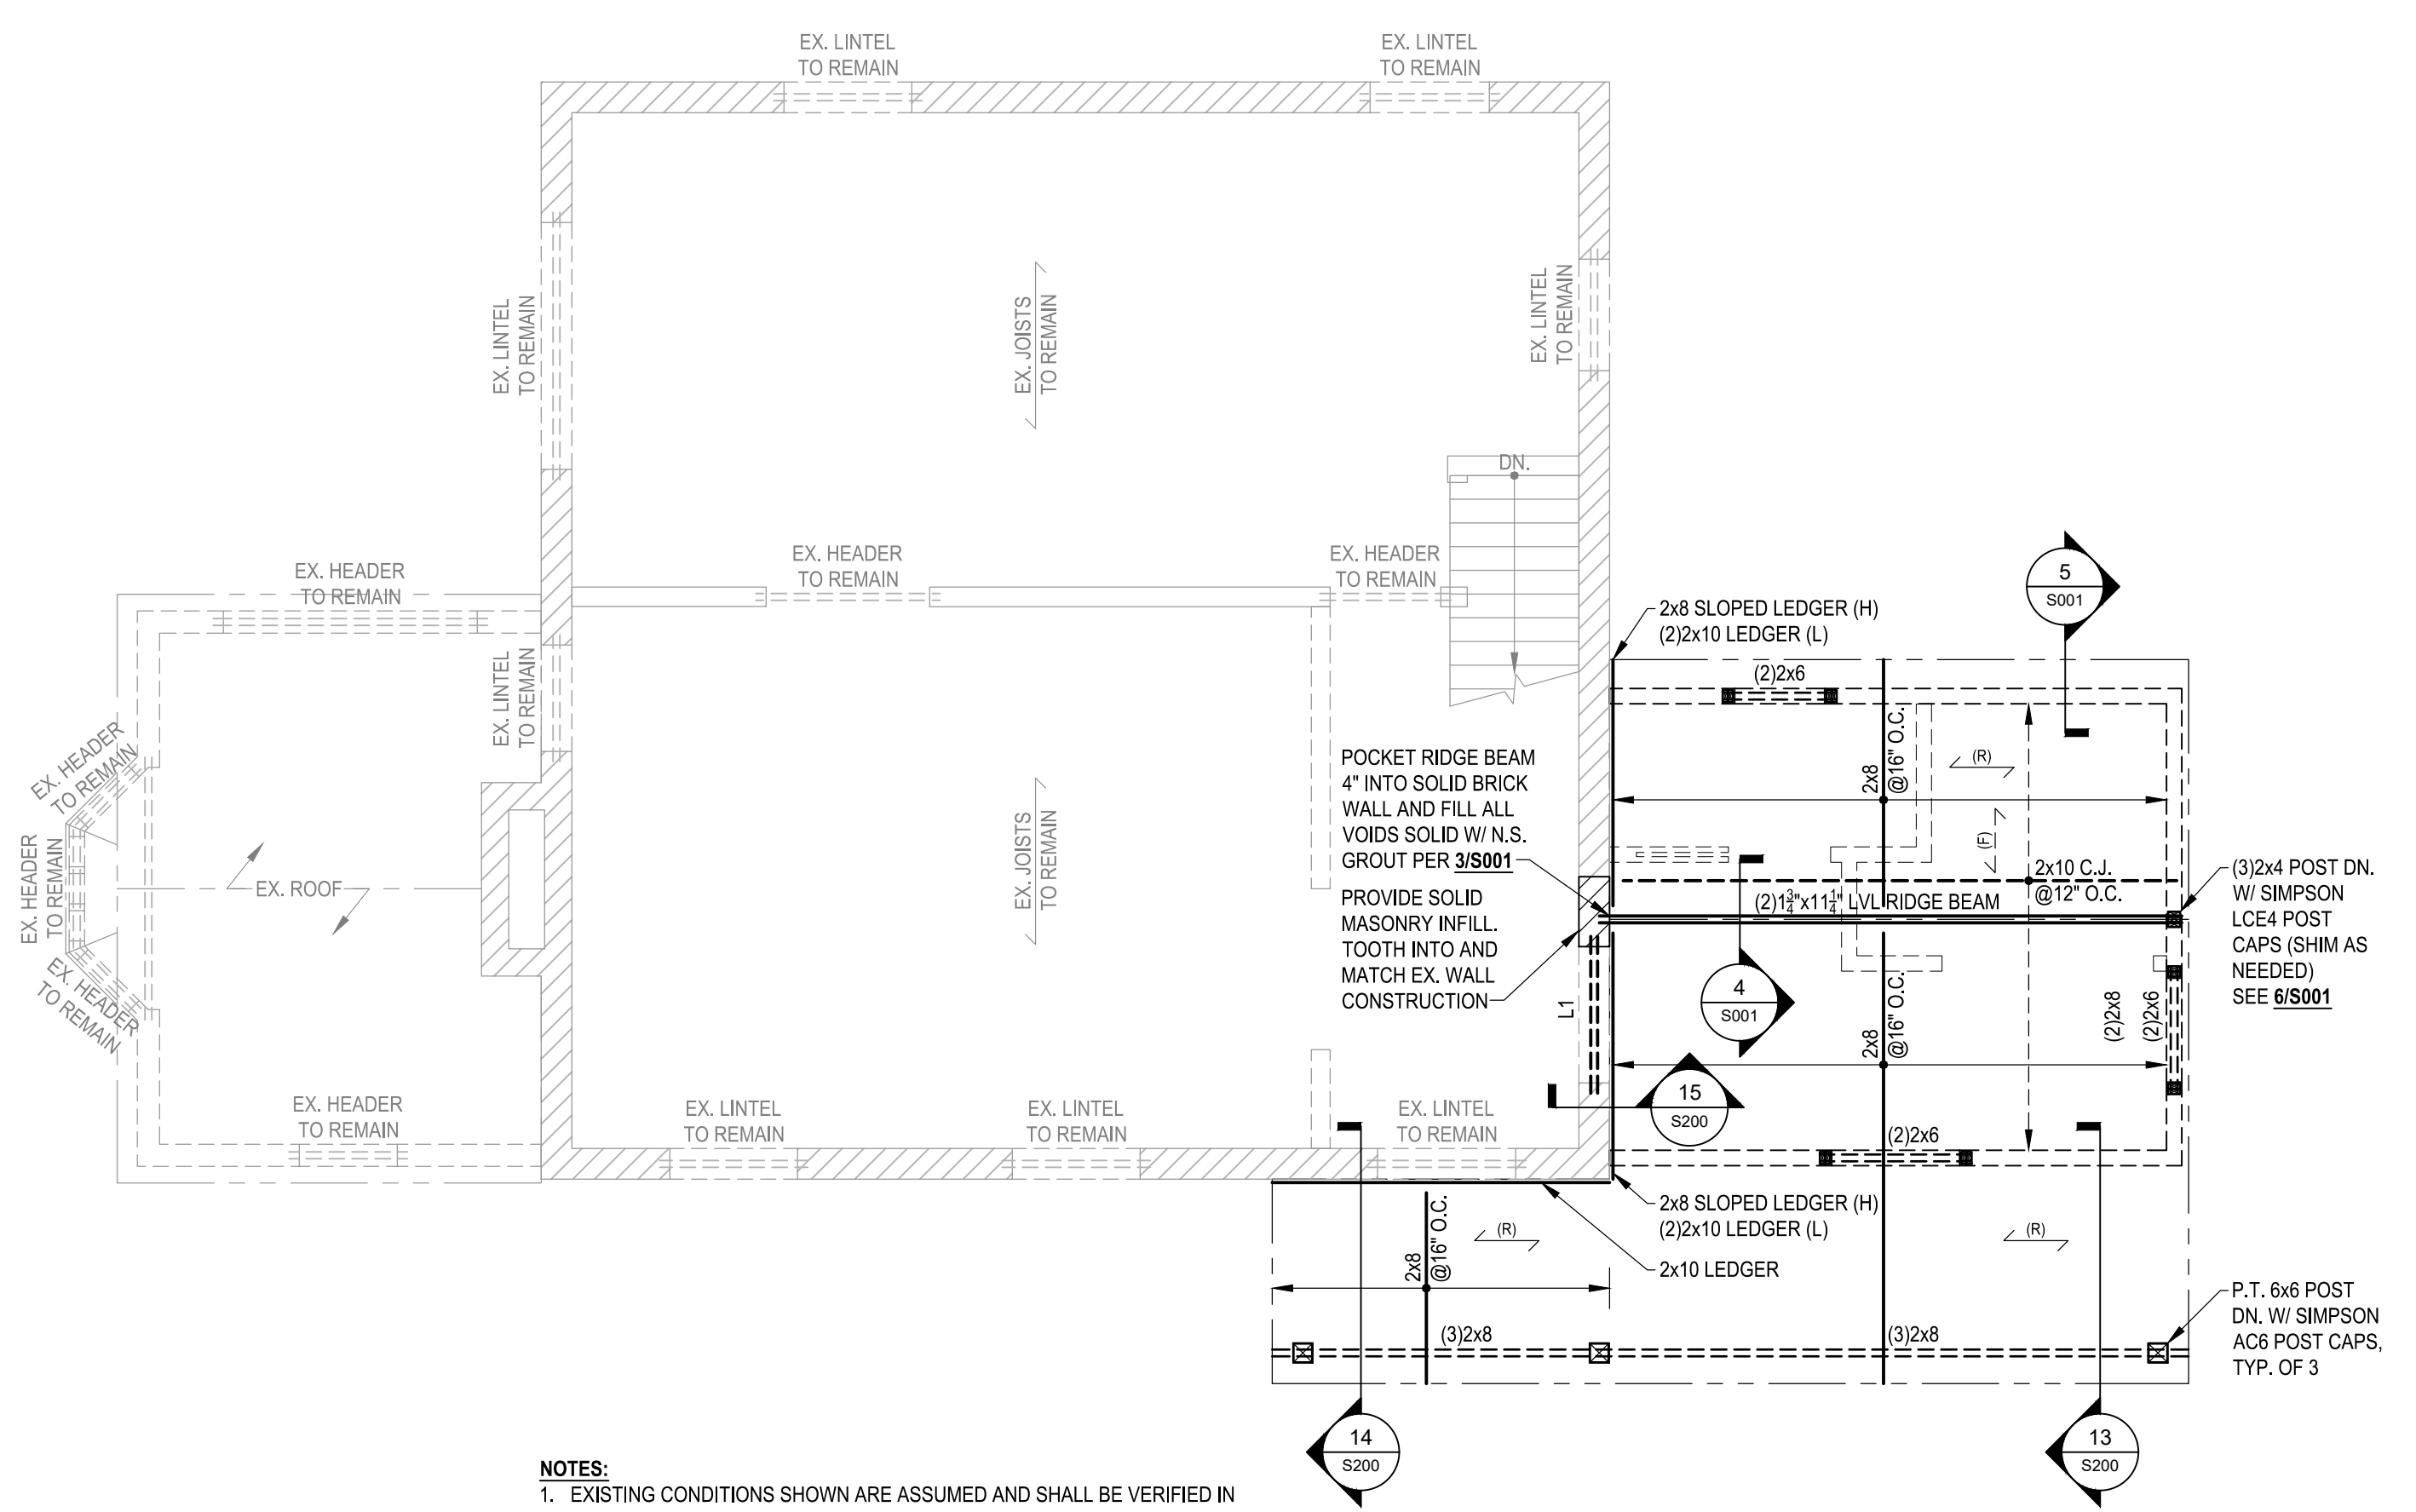 EX. LINTEL
TO REMAIN
EX. LINTEL
TO REMAIN
EX. LINTEL
TO REMAIN
EX. JOISTS
TO REMAIN
EX. LINTEL
TO REMAIN
DN.
EX. HEADER
TO REMAIN
EX. HEADER
TO REMAIN
EX. HEADER
TO REMAIN
EX. LINTEL
TO REMAIN
EX. HEADER
TO REMAIN
EX. HEADER
TO REMAIN
EX. HEADER
TO REMAIN
EX. ROOF
EX. JOISTS
TO REMAIN
EX. HEADER
TO REMAIN
EX. LINTEL
TO REMAIN
EX. LINTEL
TO REMAIN
EX. LINTEL
TO REMAIN
5
S001
2x8 SLOPED LEDGER (H)
(2)2x10 LEDGER (L)
(2)2x6
2x8
@16" O.C.
(R)
(F)
POCKET RIDGE BEAM
4" INTO SOLID BRICK
WALL AND FILL ALL
VOIDS SOLID W/ N.S.
GROUT PER 3/S001
PROVIDE SOLID
MASONRY INFILL.
TOOTH INTO AND
MATCH EX. WALL
CONSTRUCTION
2x10 C.J.
@12" O.C.
(2)1¾"x11¼" LVL RIDGE BEAM
(3)2x4 POST DN.
W/ SIMPSON
LCE4 POST
CAPS (SHIM AS
NEEDED)
SEE 6/S001
L1
4
S001
2x8
@16" O.C.
(2)2x8
(2)2x6
15
S200
(2)2x6
2x8 SLOPED LEDGER (H)
(2)2x10 LEDGER (L)
2x10 LEDGER
2x8
@16" O.C.
(R)
(R)
(3)2x8
(3)2x8
P.T. 6x6 POST
DN. W/ SIMPSON
AC6 POST CAPS,
TYP. OF 3
14
S200
13
S200
NOTES:
1. EXISTING CONDITIONS SHOWN ARE ASSUMED AND SHALL BE VERIFIED IN